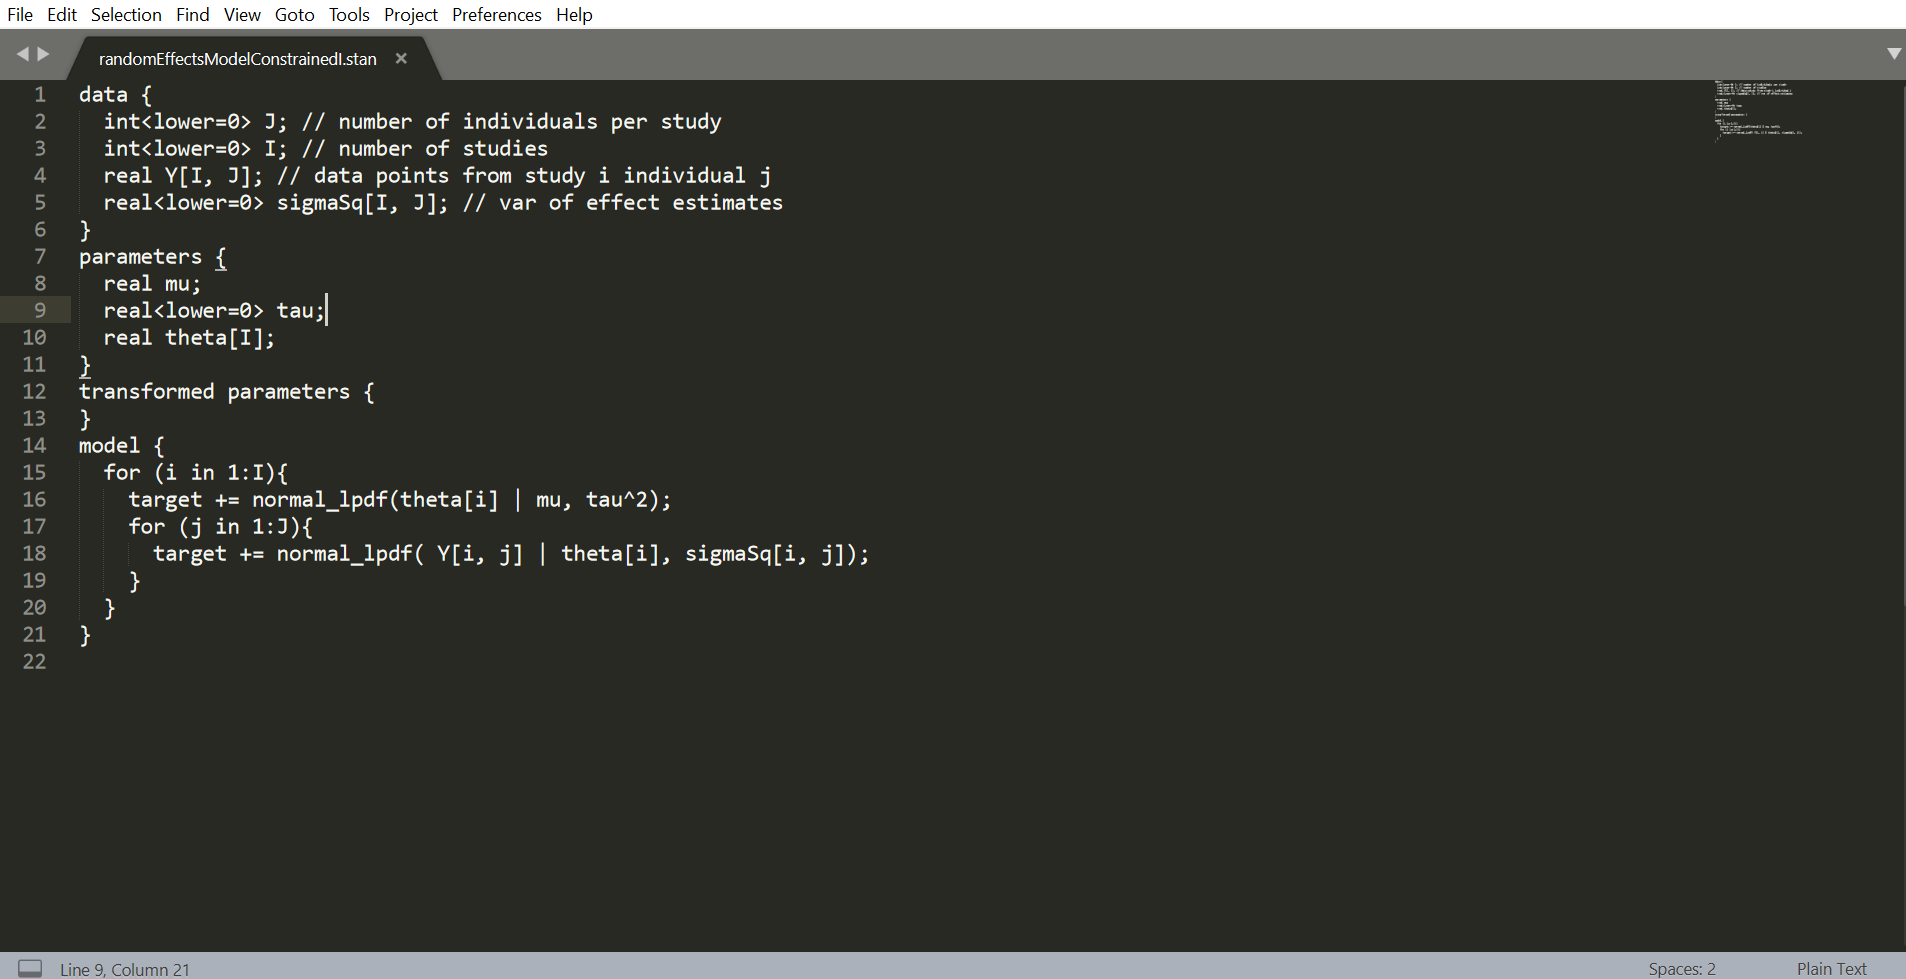 File Edit Selection Find View Goto Tools Project Preferences Help
randomEffectsModelConstrainedI.stan ×
1 data {
2   int<lower=0> J; // number of individuals per study
3   int<lower=0> I; // number of studies
4   real Y[I, J]; // data points from study i individual j
5   real<lower=0> sigmaSq[I, J]; // var of effect estimates
6 }
7 parameters {
8   real mu;
9   real<lower=0> tau;
10   real theta[I];
11 }
12 transformed parameters {
13 }
14 model {
15   for (i in 1:I){
16     target += normal_lpdf(theta[i] | mu, tau^2);
17     for (j in 1:J){
18       target += normal_lpdf( Y[i, j] | theta[i], sigmaSq[i, j]);
19     }
20   }
21 }
22
Line 9, Column 21 Spaces: 2 Plain Text